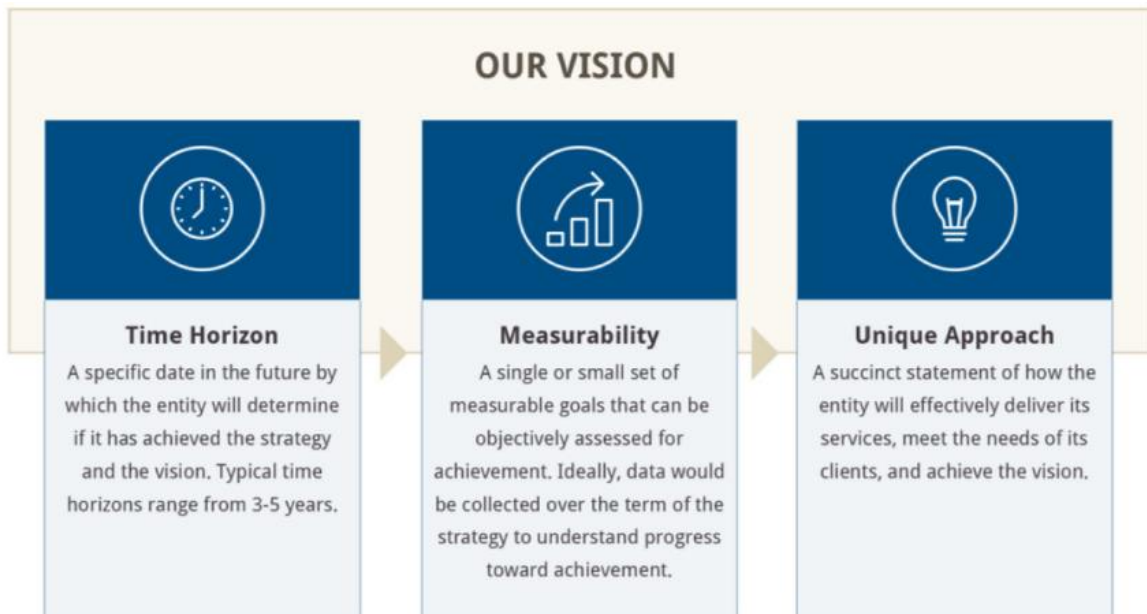 OUR VISION
Time Horizon
A specific date in the future by
which the entity will determine
if it has achieved the strategy
and the vision. Typical time
horizons range from 3-5 years.
Measurability
A single or small set of
measurable goals that can be
objectively assessed for
achievement. Ideally, data would
be collected over the term of the
strategy to understand progress
toward achievement.
Unique Approach
A succinct statement of how the
entity will effectively deliver its
services, meet the needs of its
clients, and achieve the vision.